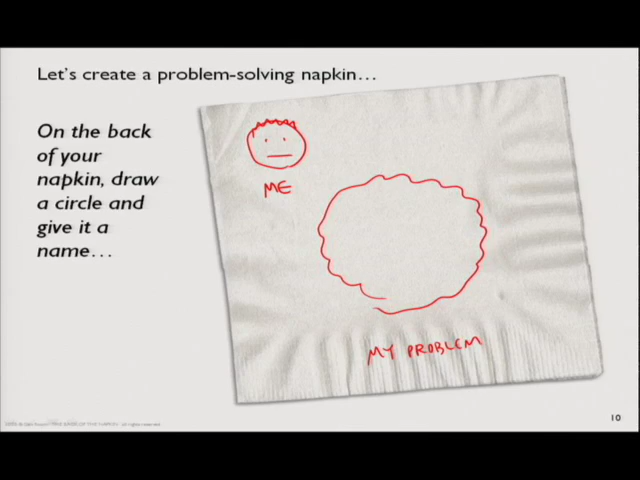 Let's create a problem-solving napkin…
On the back
of your
napkin, draw
a circle and
give it a
name…
ME
MY PROBLEM
10